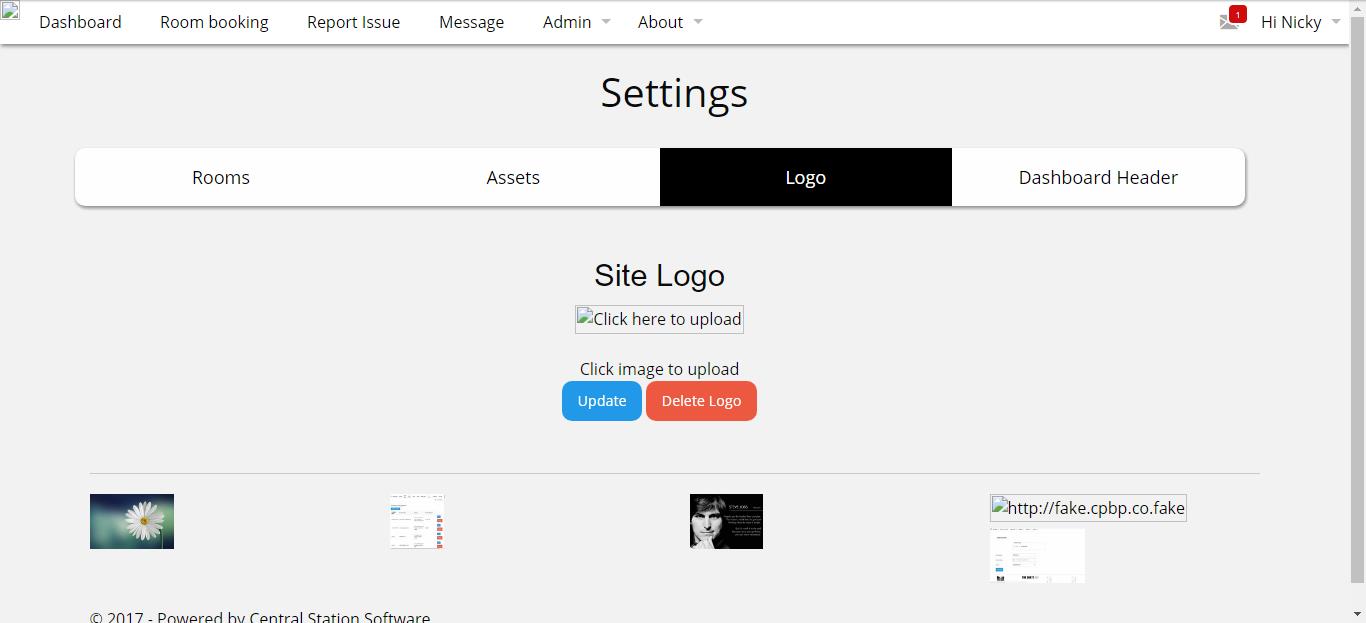 Dashboard Room booking Report Issue Message Admin About 1 Hi Nicky
Settings
Rooms Assets Logo Dashboard Header
Site Logo
Click here to upload
Click image to upload
Update Delete Logo
STEVE JOBS
http://fake.cpbp.co.fake
© 2017 - Powered by Central Station Software